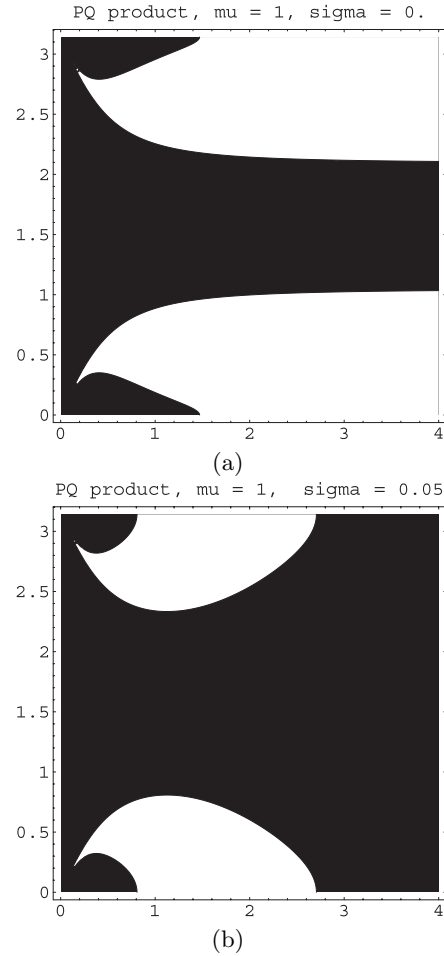 PQ product, mu = 1, sigma = 0.
3
2.5
2
1.5
1
0.5
0
0 1 2 3 4
(a)
PQ product, mu = 1, sigma = 0.05
3
2.5
2
1.5
1
0.5
0
0 1 2 3 4
(b)